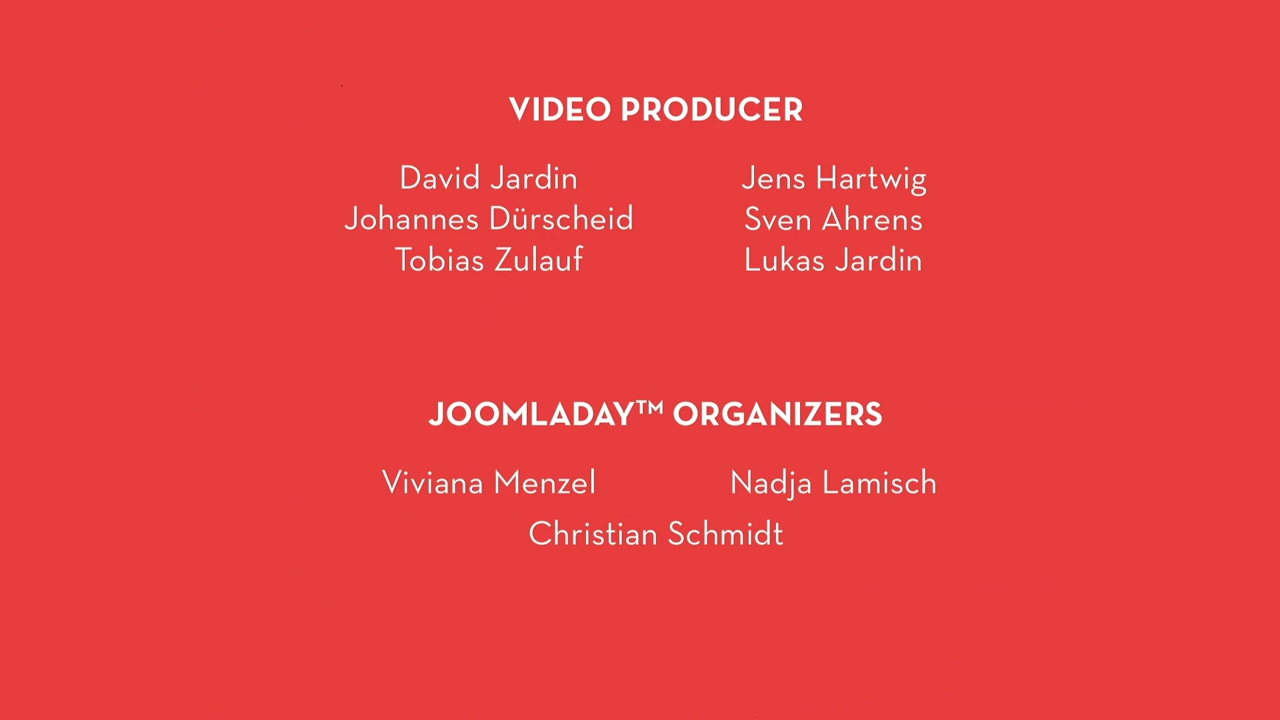 VIDEO PRODUCER
David Jardin Jens Hartwig
Johannes Dürscheid Sven Ahrens
Tobias Zulauf Lukas Jardin
JOOMLADAY™ ORGANIZERS
Viviana Menzel Nadja Lamisch
Christian Schmidt